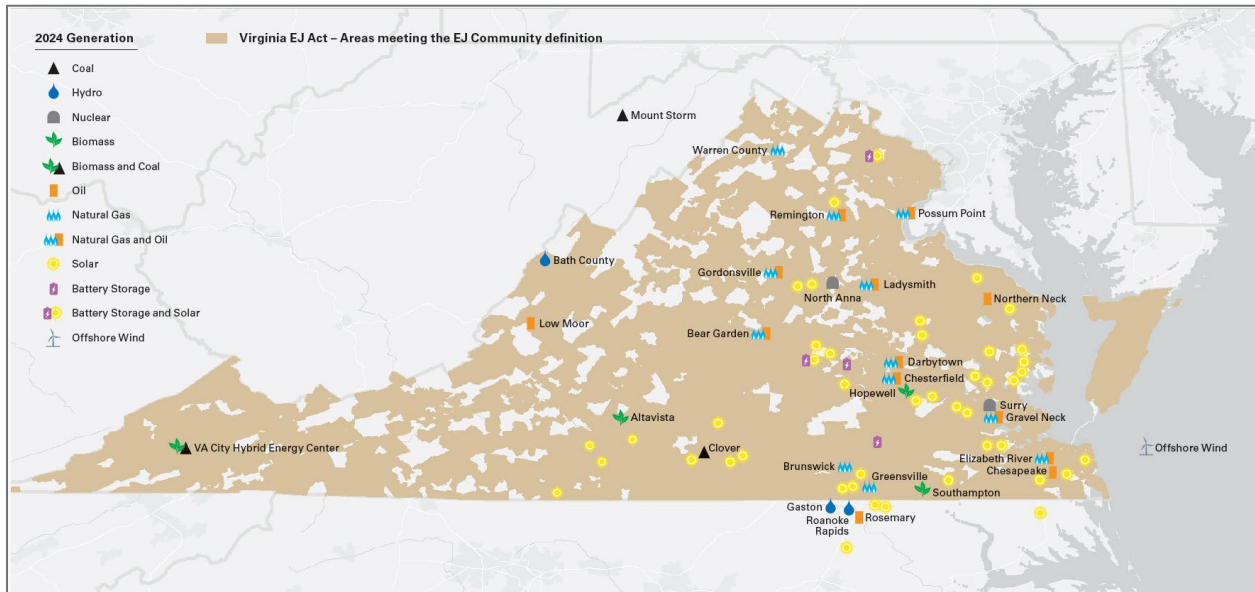 2024 Generation
Virginia EJ Act – Areas meeting the EJ Community definition
Coal
Hydro
Nuclear
Biomass
Biomass and Coal
Oil
Natural Gas
Natural Gas and Oil
Solar
Battery Storage
Battery Storage and Solar
Offshore Wind
Mount Storm
Warren County
Remington
Possum Point
Bath County
Gordonsville
North Anna
Ladysmith
Northern Neck
Low Moor
Bear Garden
Darbytown
Chesterfield
Hopewell
Surry
Gravel Neck
Altavista
VA City Hybrid Energy Center
Clover
Offshore Wind
Elizabeth River
Chesapeake
Brunswick
Greensville
Southampton
Gaston
Roanoke
Rapids
Rosemary